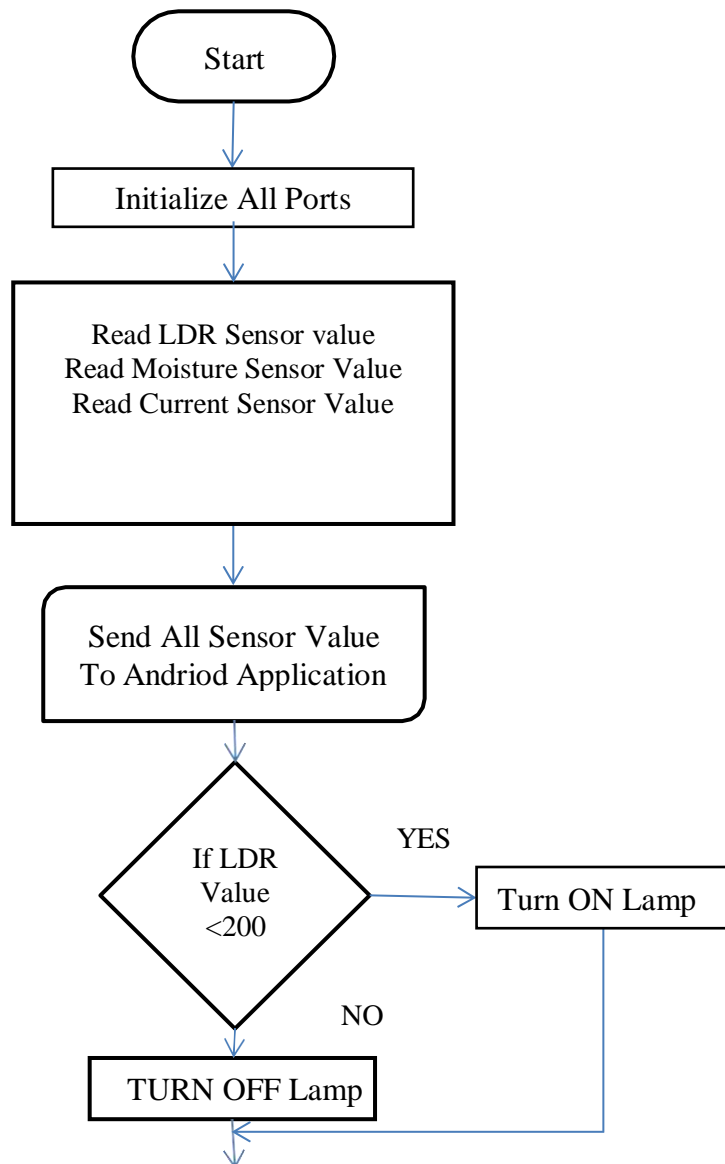 Start
Initialize All Ports
Read LDR Sensor value
Read Moisture Sensor Value
Read Current Sensor Value
Send All Sensor Value
To Andriod Application
If LDR
Value
<200
YES
Turn ON Lamp
NO
TURN OFF Lamp